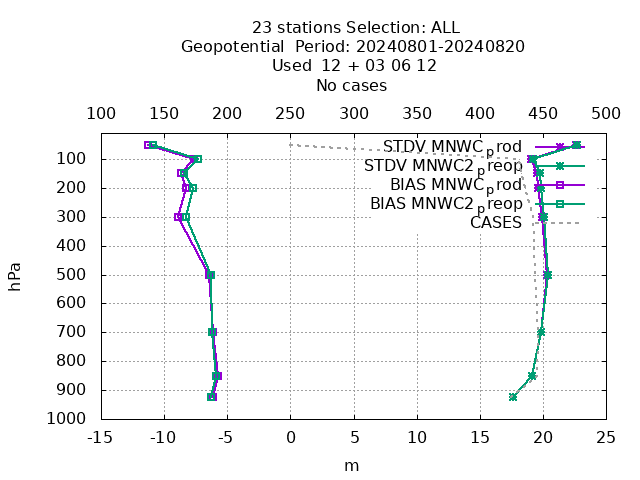 23 stations Selection: ALL
Geopotential  Period: 20240801-20240820
Used  12 + 03 06 12
No cases
100 150 200 250 300 350 400 450 500
STDV MNWC_prod
STDV MNWC2_preop
BIAS MNWC_prod
BIAS MNWC2_preop
CASES
hPa
100
200
300
400
500
600
700
800
900
1000
-15 -10 -5 0 5 10 15 20 25
m